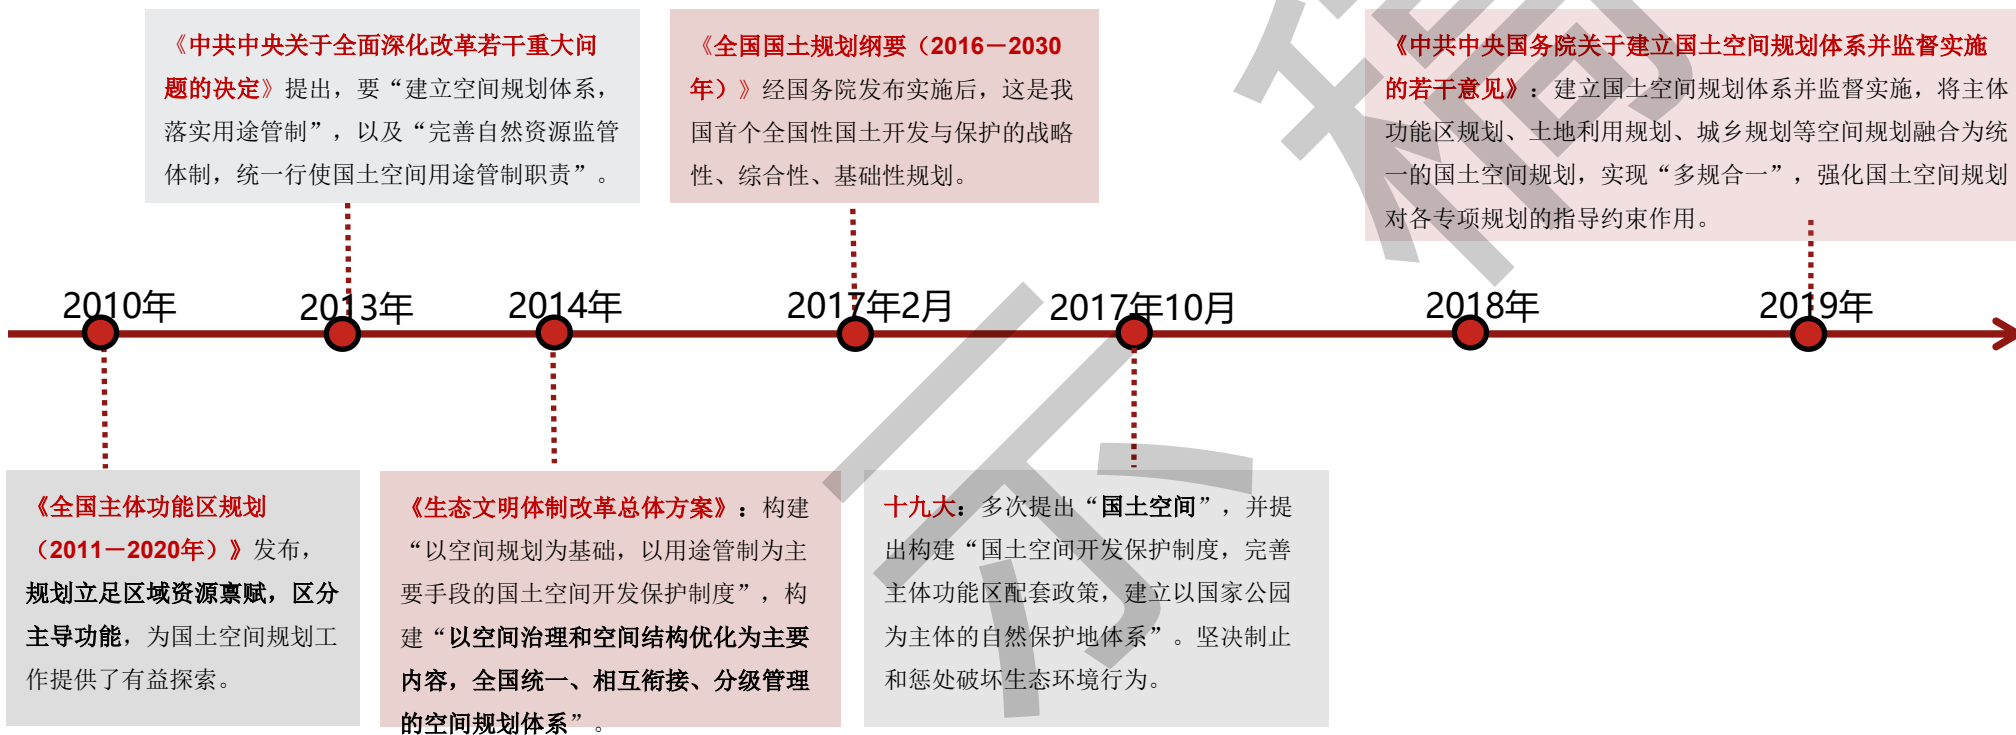 《中共中央关于全面深化改革若干重大问
题的决定》提出，要“建立空间规划体系，
落实用途管制”，以及“完善自然资源监管
体制，统一行使国土空间用途管制职责”。
《全国国土规划纲要（2016－2030
年）》经国务院发布实施后，这是我
国首个全国性国土开发与保护的战略
性、综合性、基础性规划。
《中共中央国务院关于建立国土空间规划体系并监督实施
的若干意见》：建立国土空间规划体系并监督实施，将主体
功能区规划、土地利用规划、城乡规划等空间规划融合为统
一的国土空间规划，实现“多规合一”，强化国土空间规划
对各专项规划的指导约束作用。
2010年
2013年
2014年
2017年2月
2017年10月
2018年
2019年
《全国主体功能区规划
（2011－2020年）》发布，
规划立足区域资源禀赋，区分
主导功能，为国土空间规划工
作提供了有益探索。
《生态文明体制改革总体方案》：构建
“以空间规划为基础，以用途管制为主
要手段的国土空间开发保护制度”，构
建“以空间治理和空间结构优化为主要
内容，全国统一、相互衔接、分级管理
的空间规划体系”。
十九大：多次提出“国土空间”，并提
出构建“国土空间开发保护制度，完善
主体功能区配套政策，建立以国家公园
为主体的自然保护地体系”。坚决制止
和惩处破坏生态环境行为。
示
稿